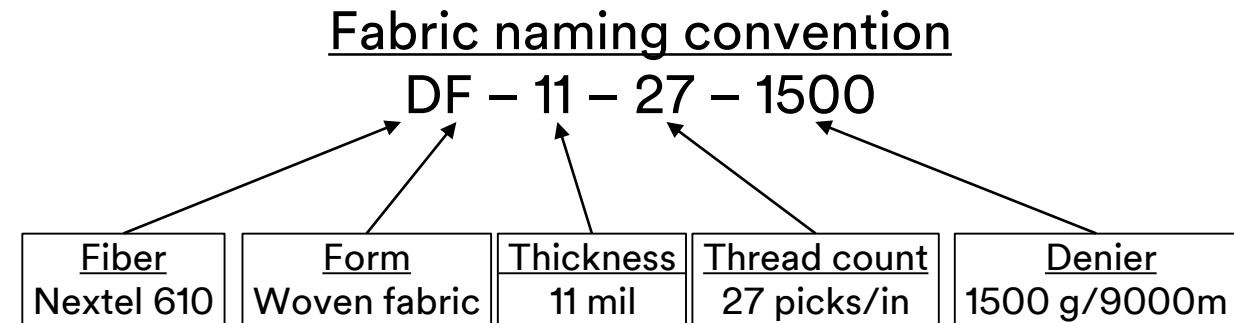 Fabric naming convention
DF – 11 – 27 – 1500
Fiber
Nextel 610
Form
Woven fabric
Thickness
11 mil
Thread count
27 picks/in
Denier
1500 g/9000m